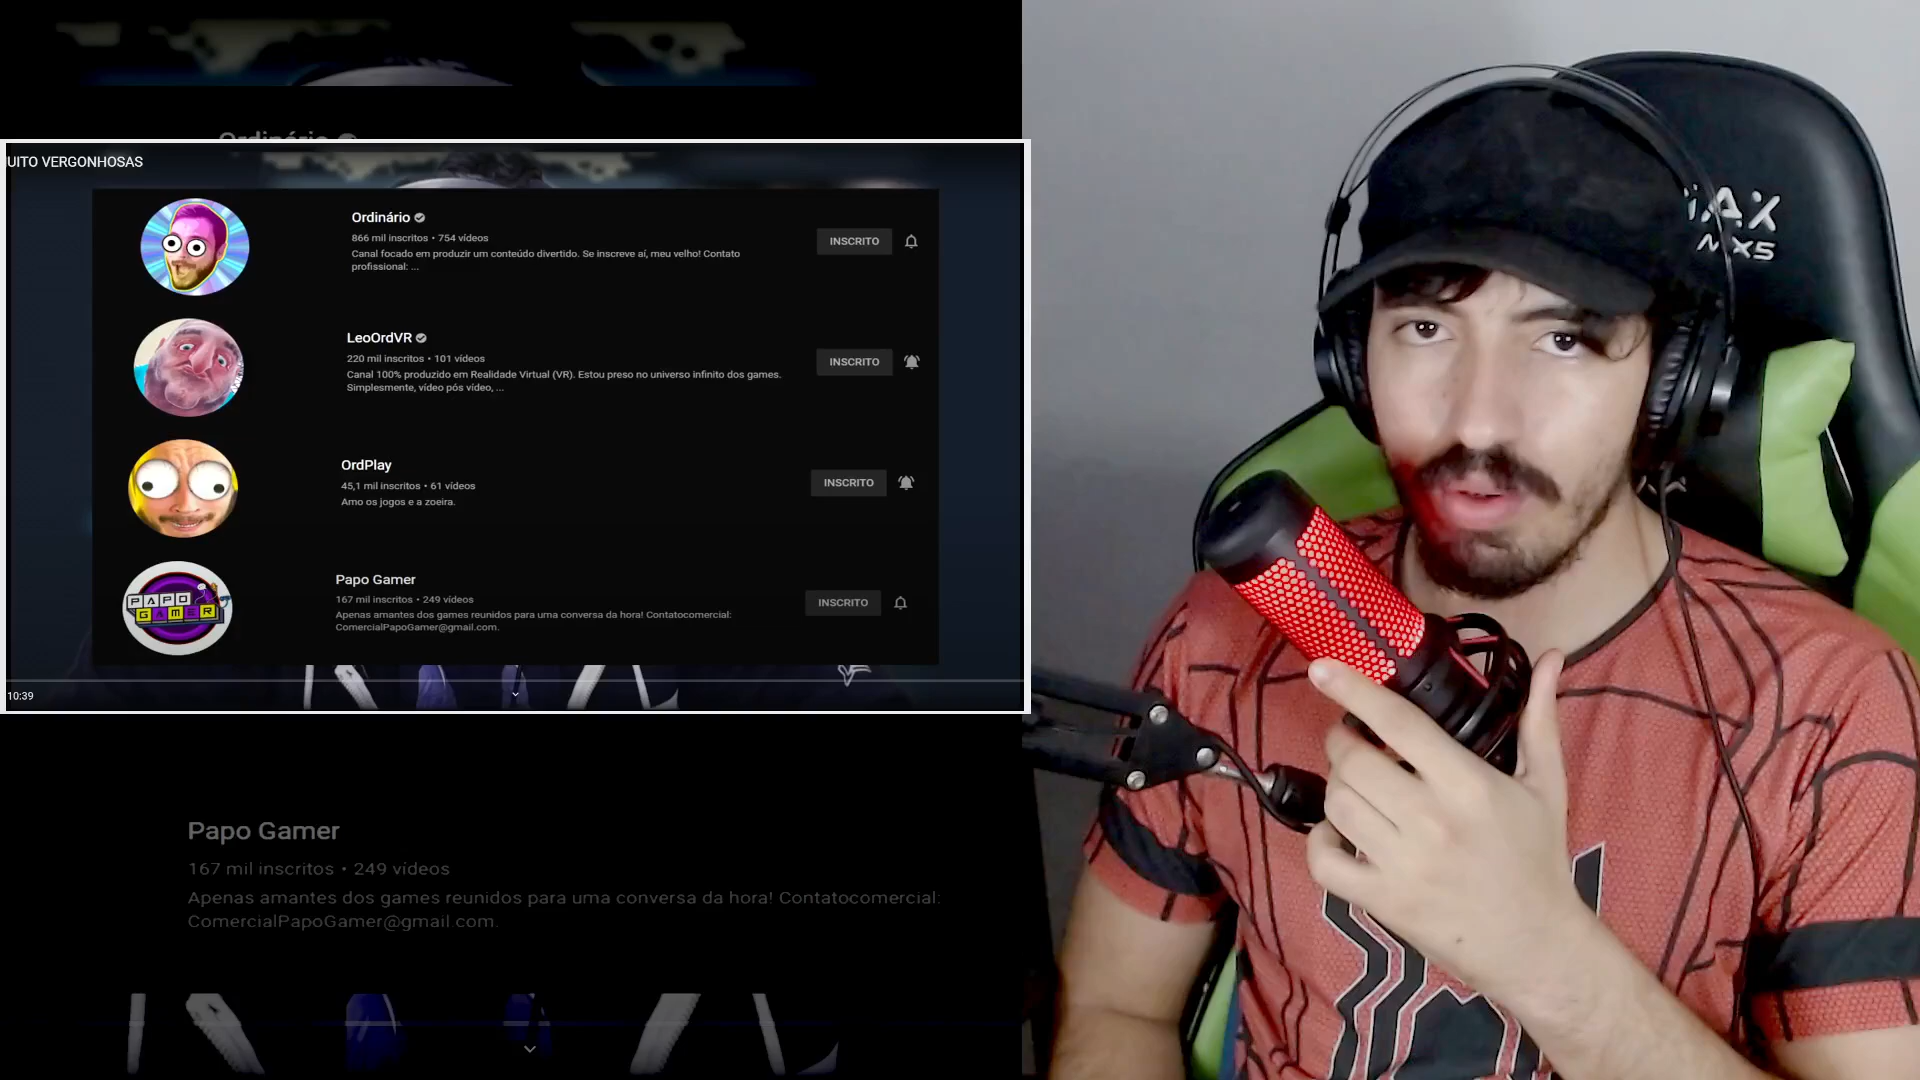 Ordinário
UITO VERGONHOSAS
Ordinário
866 mil inscritos • 754 vídeos
Canal focado em produzir um conteúdo divertido. Se inscreve aí, meu velho! Contato
profissional: ...
INSCRITO
LeoOrdVR
220 mil inscritos • 101 vídeos
Canal 100% produzido em Realidade Virtual (VR). Estou preso no universo infinito dos games.
Simplesmente, vídeo pós vídeo, ...
INSCRITO
OrdPlay
45,1 mil inscritos • 61 vídeos
Amo os jogos e a zoeira.
INSCRITO
PAPO
GAMER
Papo Gamer
167 mil inscritos • 249 vídeos
Apenas amantes dos games reunidos para uma conversa da hora! Contatocomercial:
ComercialPapoGamer@gmail.com.
INSCRITO
10:39
Papo Gamer
167 mil inscritos • 249 vídeos
Apenas amantes dos games reunidos para uma conversa da hora! Contatocomercial:
ComercialPapoGamer@gmail.com.